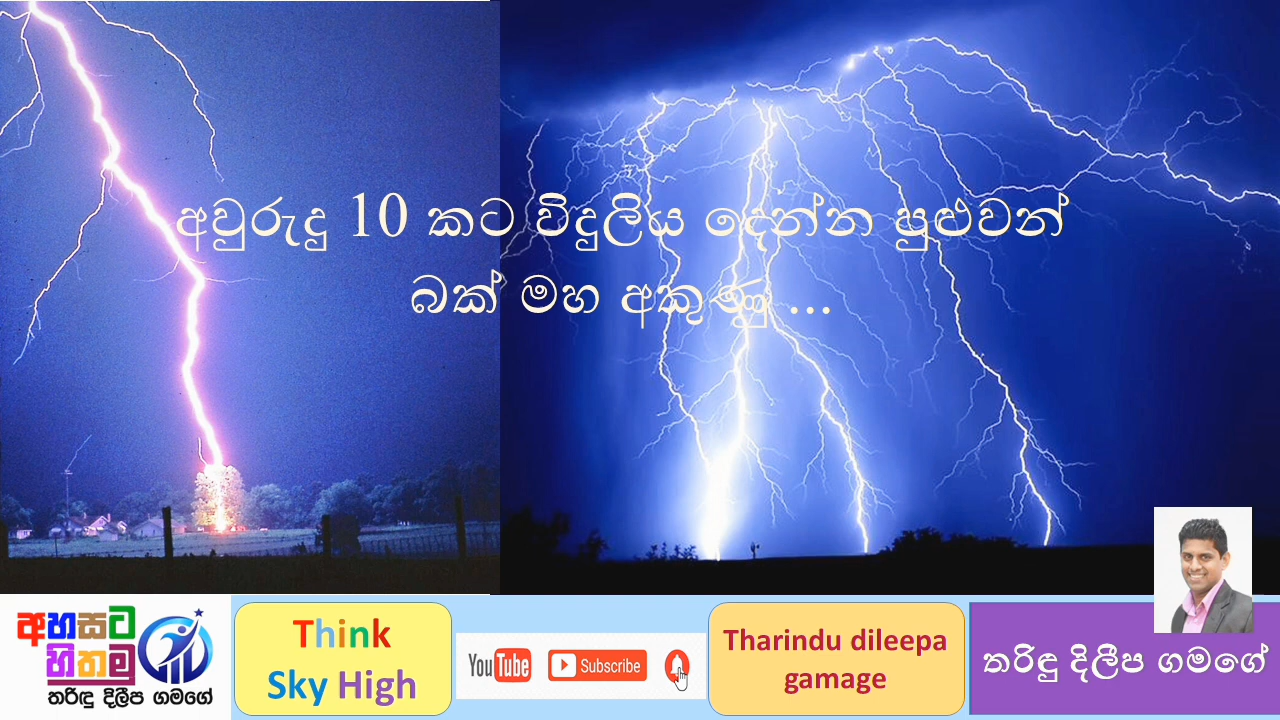 අවුරුදු 10 කට විදුලිය දෙන්න පුළුවන්
බක් මහ අකුණු ...
අහසට
හිතම
තරිඳු දිලීප ගමගේ
Think
Sky High
YouTube
Subscribe
Tharindu dileepa
gamage
තරිඳු දිලීප ගමගේ